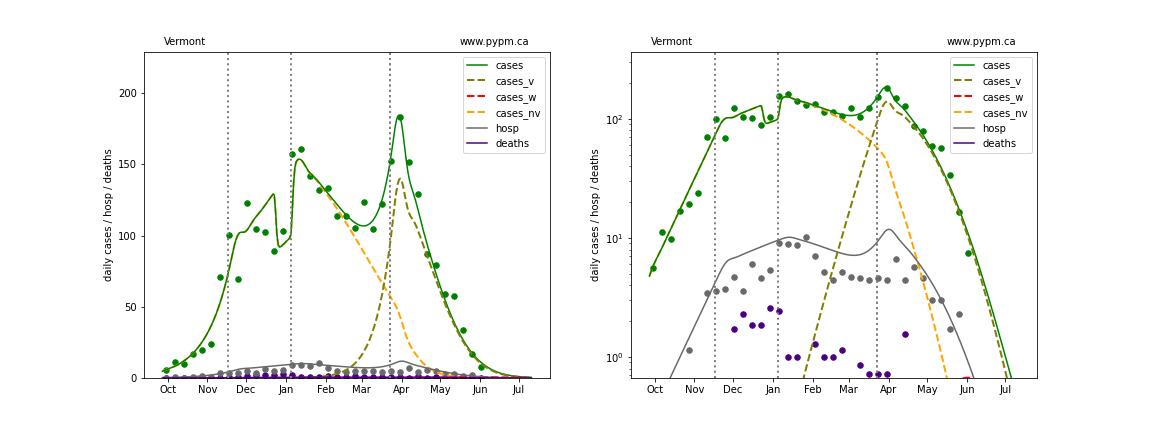 Vermont www.pypm.ca
daily cases / hosp / deaths
200
150
100
50
0
Oct Nov Dec Jan Feb Mar Apr May Jun Jul
cases
cases_v
cases_w
cases_nv
hosp
deaths
Vermont www.pypm.ca
daily cases / hosp / deaths
10²
10¹
10⁰
Oct Nov Dec Jan Feb Mar Apr May Jun Jul
cases
cases_v
cases_w
cases_nv
hosp
deaths